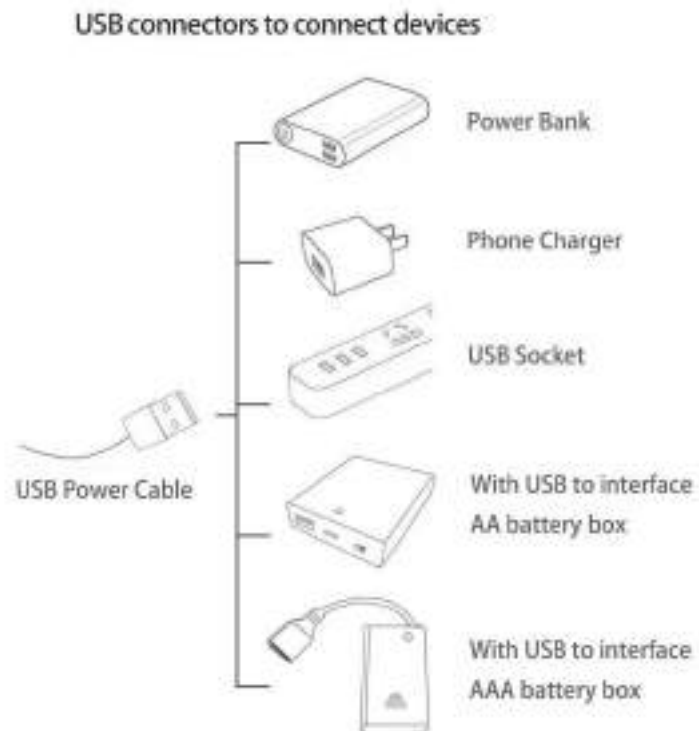 USB connectors to connect devices
Power Bank
Phone Charger
USB Socket
USB Power Cable
With USB to interface
AA battery box
With USB to interface
AAA battery box